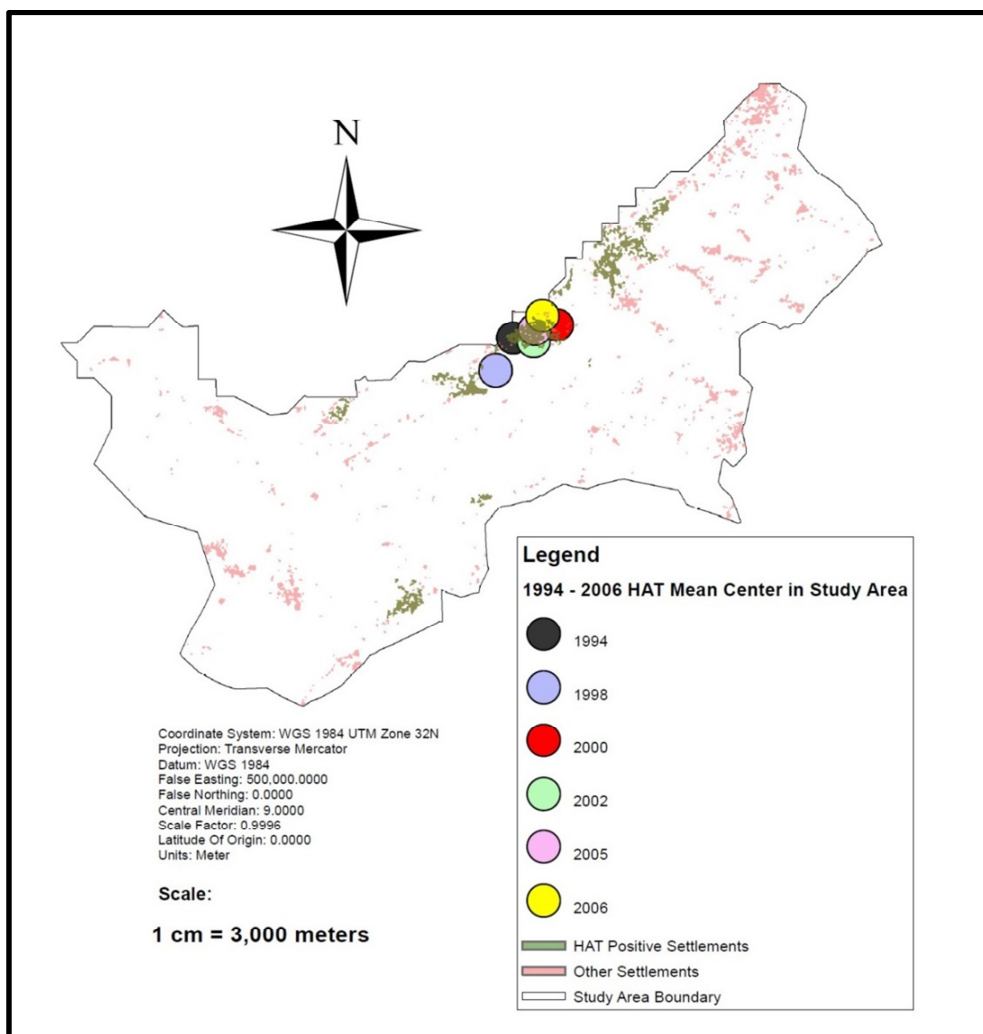 N
Legend
1994 - 2006 HAT Mean Center in Study Area
1994
1998
2000
2002
2005
2006
HAT Positive Settlements
Other Settlements
Study Area Boundary
Coordinate System: WGS 1984 UTM Zone 32N
Projection: Transverse Mercator
Datum: WGS 1984
False Easting: 500,000.0000
False Northing: 0.0000
Central Meridian: 9.0000
Scale Factor: 0.9996
Latitude Of Origin: 0.0000
Units: Meter
Scale:
1 cm = 3,000 meters